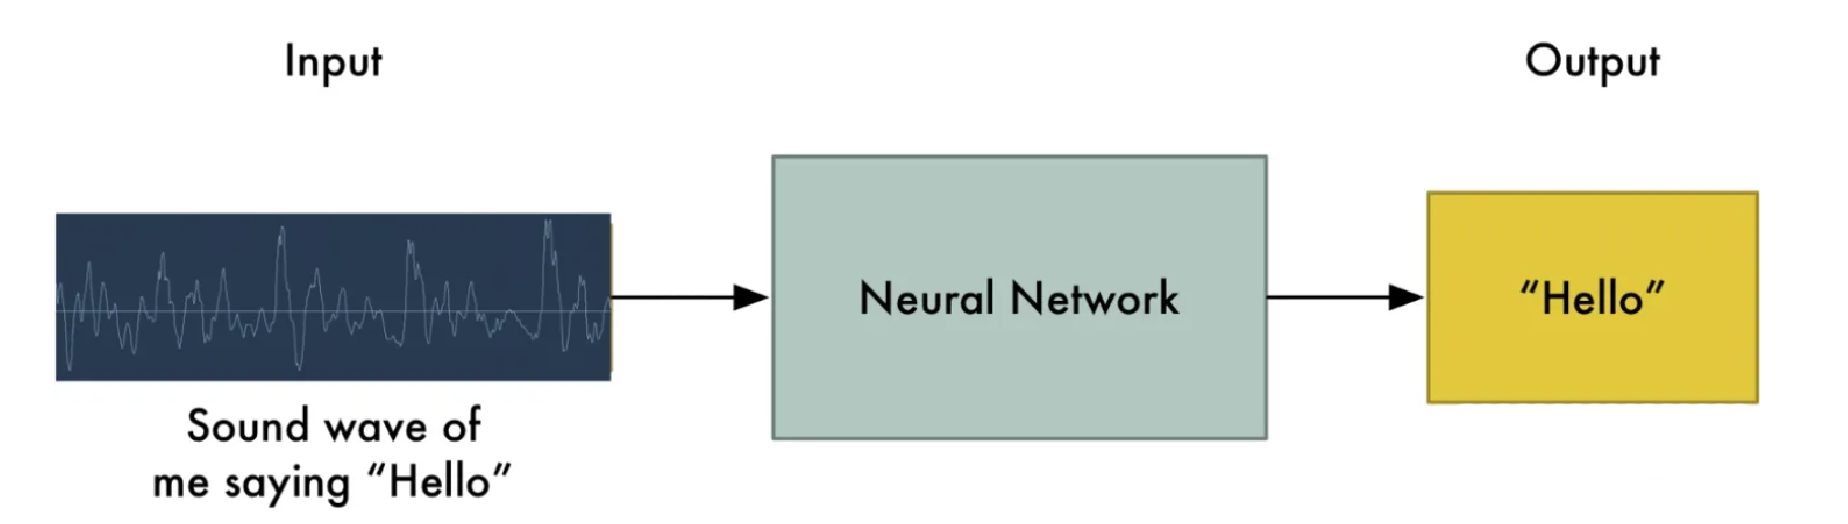 Input
Output
Neural Network
“Hello”
Sound wave of
me saying “Hello”